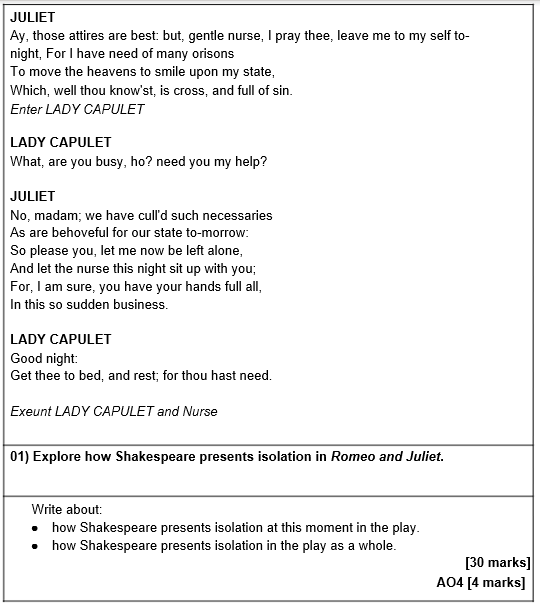 JULIET
Ay, those attires are best: but, gentle nurse, I pray thee, leave me to my self to-
night, For I have need of many orisons
To move the heavens to smile upon my state,
Which, well thou know'st, is cross, and full of sin.
Enter LADY CAPULET
LADY CAPULET
What, are you busy, ho? need you my help?
JULIET
No, madam; we have cull'd such necessaries
As are behoveful for our state to-morrow:
So please you, let me now be left alone,
And let the nurse this night sit up with you;
For, I am sure, you have your hands full all,
In this so sudden business.
LADY CAPULET
Good night:
Get thee to bed, and rest; for thou hast need.
Exeunt LADY CAPULET and Nurse
01) Explore how Shakespeare presents isolation in Romeo and Juliet.
Write about:
• how Shakespeare presents isolation at this moment in the play.
• how Shakespeare presents isolation in the play as a whole.
[30 marks]
AO4 [4 marks]